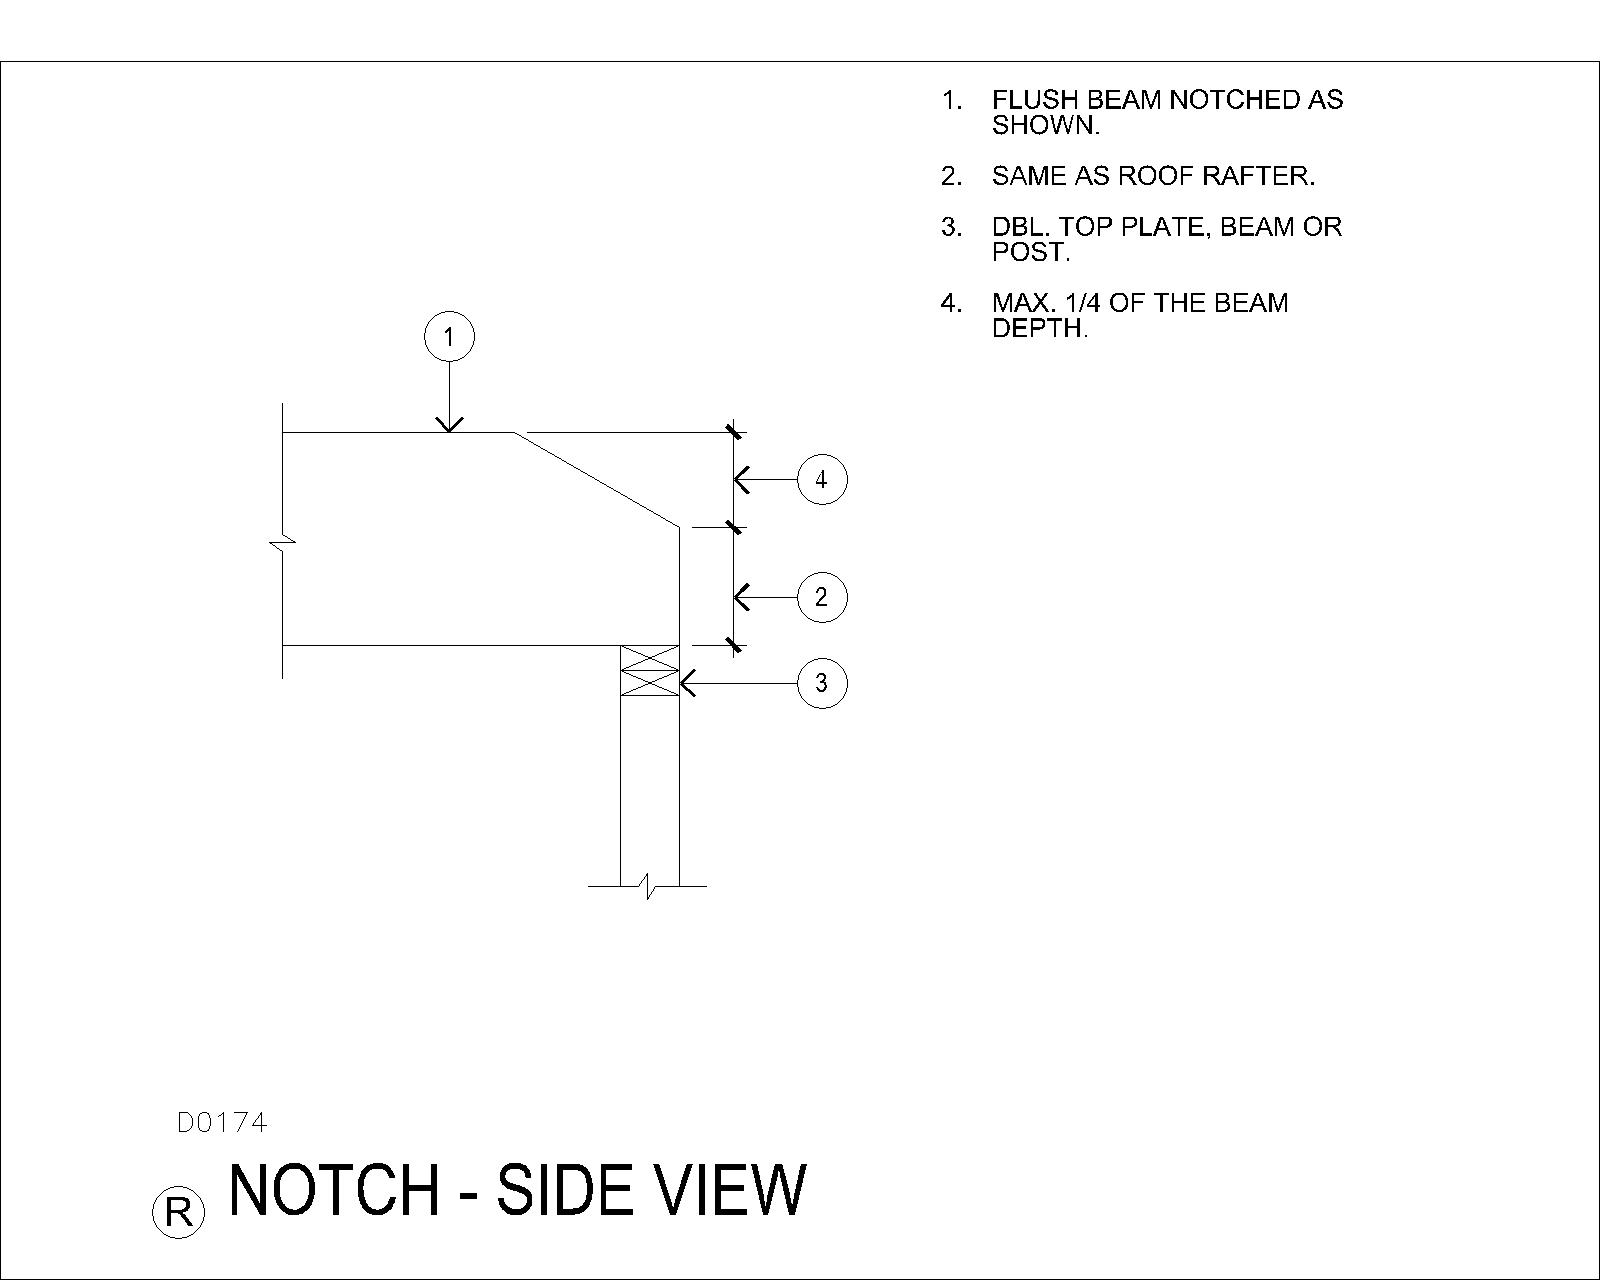 1. FLUSH BEAM NOTCHED AS
SHOWN.
2. SAME AS ROOF RAFTER.
3. DBL. TOP PLATE, BEAM OR
POST.
4. MAX. 1/4 OF THE BEAM
DEPTH.
1
4
2
3
D0174
R NOTCH - SIDE VIEW